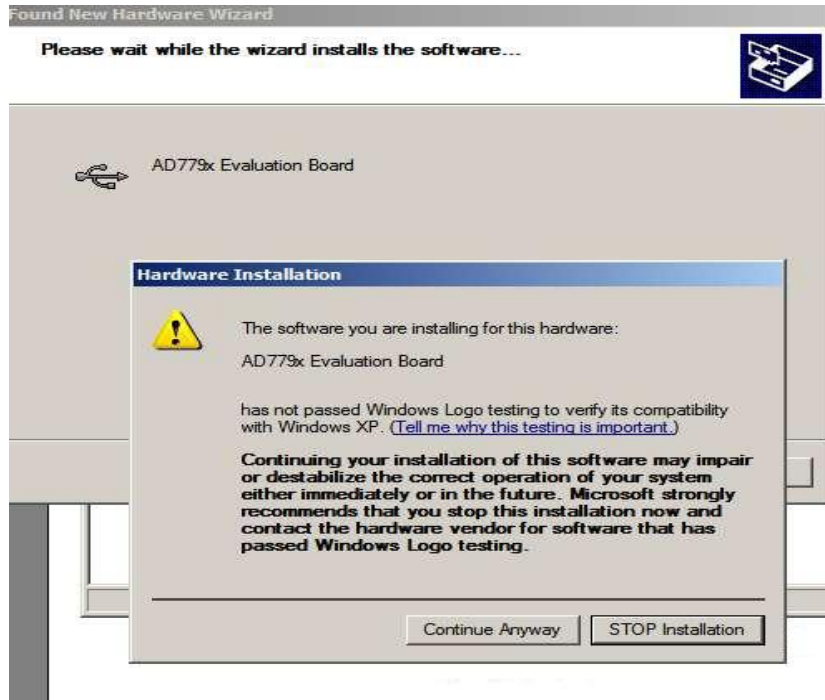 Found New Hardware Wizard
Please wait while the wizard installs the software...
AD779x Evaluation Board
Hardware Installation
The software you are installing for this hardware:
AD779x Evaluation Board
has not passed Windows Logo testing to verify its compatibility
with Windows XP. (Tell me why this testing is important.)
Continuing your installation of this software may impair
or destabilize the correct operation of your system
either immediately or in the future. Microsoft strongly
recommends that you stop this installation now and
contact the hardware vendor for software that has
passed Windows Logo testing.
Continue Anyway
STOP Installation